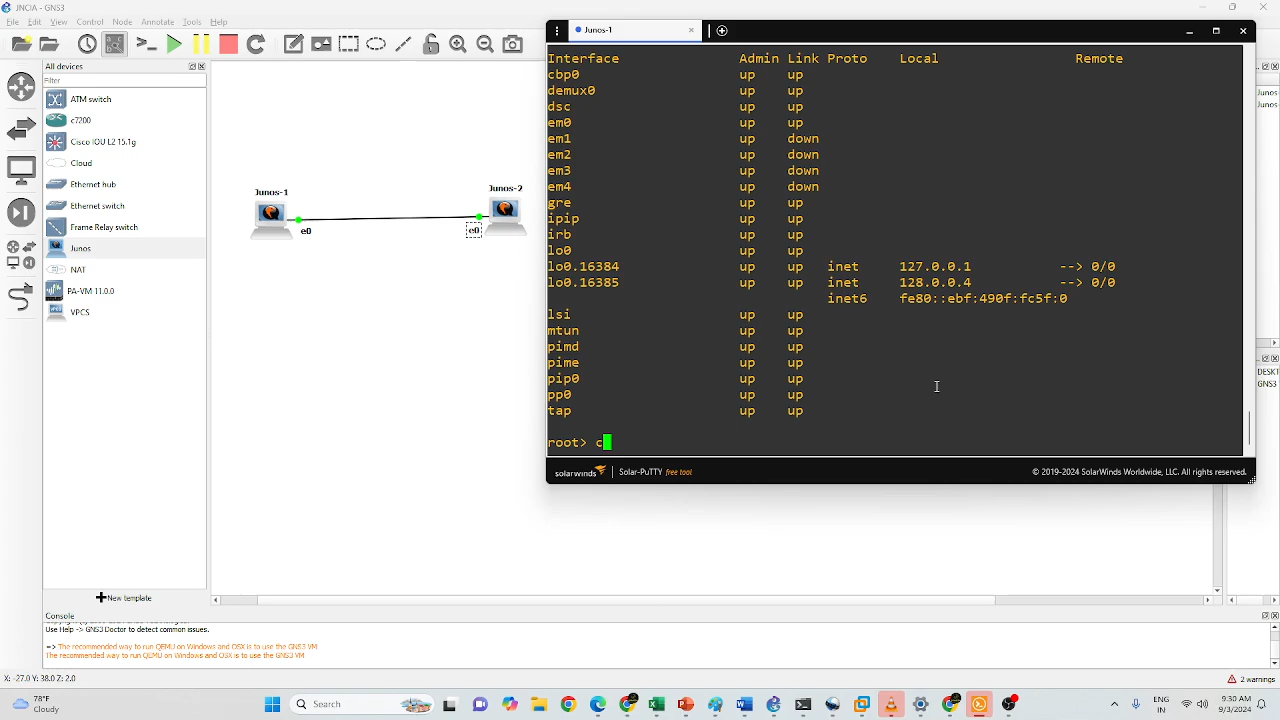 JNCIA - GNS3
File Edit View Control Node Annotate Tools Help
All devices
Filter
ATM switch
c7200
Cisco IOU L2 15.1g
Cloud
Ethernet hub
Ethernet switch
Frame Relay switch
Junos
NAT
PA-VM 11.0.0
VPCS
New template
Junos-1
e0
Junos-2
e0
Junos-1
Interface Admin Link Proto Local Remote
cbp0 up up
demux0 up up
dsc up up
em0 up up
em1 up down
em2 up down
em3 up down
em4 up down
gre up up
ipip up up
irb up up
lo0 up up
lo0.16384 up up inet 127.0.0.1 --> 0/0
lo0.16385 up up inet 128.0.0.4 --> 0/0
inet6 fe80::ebf:490f:fc5f:0
lsi up up
mtun up up
pimd up up
pime up up
pip0 up up
pp0 up up
tap up up
root> c
solarwinds Solar-PuTTY free tool © 2019-2024 SolarWinds Worldwide, LLC. All rights reserved.
Junos
Junos
DESKT
GNS3
Console
Use Help -> GNS3 Doctor to detect common issues.
=> The recommended way to run QEMU on Windows and OSX is to use the GNS3 VM
The recommended way to run QEMU on Windows and OSX is to use the GNS3 VM
X: -27.0 Y: 38.0 Z: 2.0
2 warnings
78°F
Cloudy
Search
ENG
IN
9:30 AM
9/3/2024